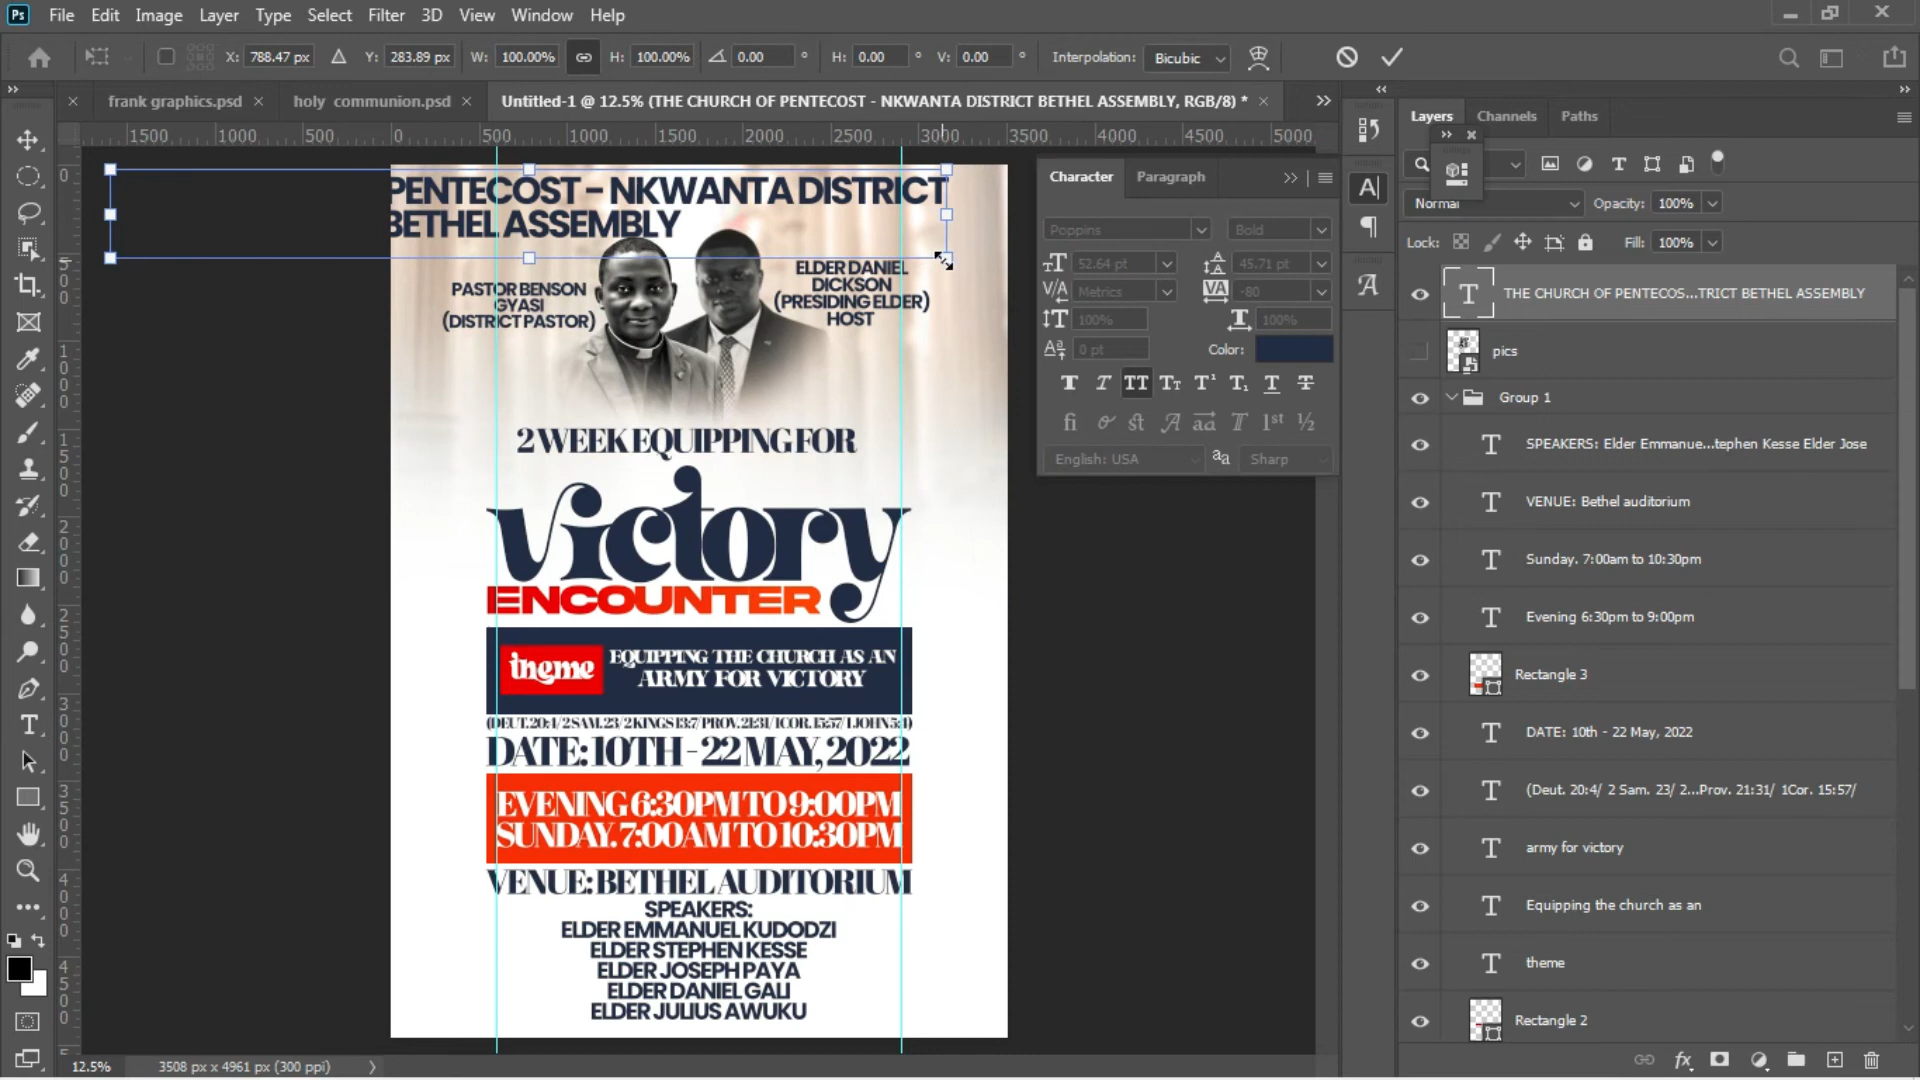 Ps File Edit Image Layer Type Select Filter 3D View Window Help
X: 788.47 px Y: 283.89 px W: 100.00% H: 100.00% 0.00 ° H: 0.00 ° V: 0.00 ° Interpolation: Bicubic
frank graphics.psd × holy communion.psd × Untitled-1 @ 12.5% (THE CHURCH OF PENTECOST - NKWANTA DISTRICT BETHEL ASSEMBLY, RGB/8) * ×
1500 1000 500 0 500 1000 1500 2000 2500 3000 3500 4000 4500 5000
PENTECOST - NKWANTA DISTRICT
BETHEL ASSEMBLY
PASTOR BENSON
GYASI
(DISTRICT PASTOR)
ELDER DANIEL
DICKSON
(PRESIDING ELDER)
HOST
2 WEEK EQUIPPING FOR
Victory
ENCOUNTER
theme
EQUIPPING THE CHURCH AS AN
ARMY FOR VICTORY
(DEUT. 20:4/ 2 SAM. 23/ 2 KINGS 13:7/ PROV. 21:31/ 1COR. 15:57/ 1 JOHN 5:4)
DATE: 10TH - 22 MAY, 2022
EVENING 6:30PM TO 9:00PM
SUNDAY. 7:00AM TO 10:30PM
VENUE: BETHEL AUDITORIUM
SPEAKERS:
ELDER EMMANUEL KUDODZI
ELDER STEPHEN KESSE
ELDER JOSEPH PAYA
ELDER DANIEL GALI
ELDER JULIUS AWUKU
Character Paragraph
Poppins Bold
52.64 pt 45.71 pt
Metrics -80
100% 100%
0 pt Color:
English: USA Sharp
Layers Channels Paths
Normal Opacity: 100%
Lock: Fill: 100%
THE CHURCH OF PENTECOS...TRICT BETHEL ASSEMBLY
pics
Group 1
SPEAKERS: Elder Emmanue...tephen Kesse Elder Jose
VENUE: Bethel auditorium
Sunday. 7:00am to 10:30pm
Evening 6:30pm to 9:00pm
Rectangle 3
DATE: 10th - 22 May, 2022
(Deut. 20:4/ 2 Sam. 23/ 2...Prov. 21:31/ 1Cor. 15:57/
army for victory
Equipping the church as an
theme
Rectangle 2
12.5% 3508 px x 4961 px (300 ppi)